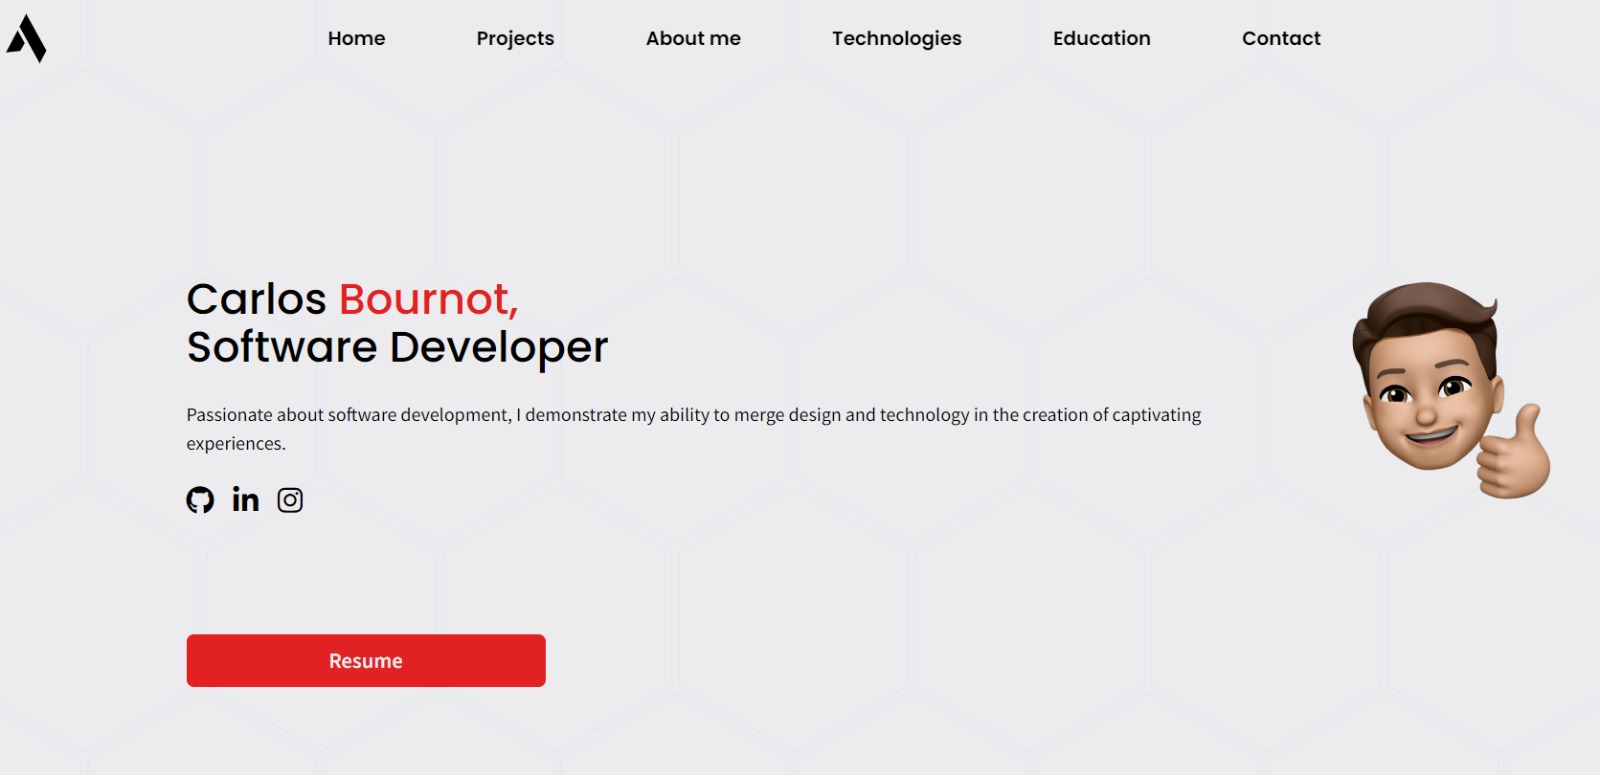 Home Projects About me Technologies Education Contact
Carlos Bournot,
Software Developer
Passionate about software development, I demonstrate my ability to merge design and technology in the creation of captivating
experiences.
Resume